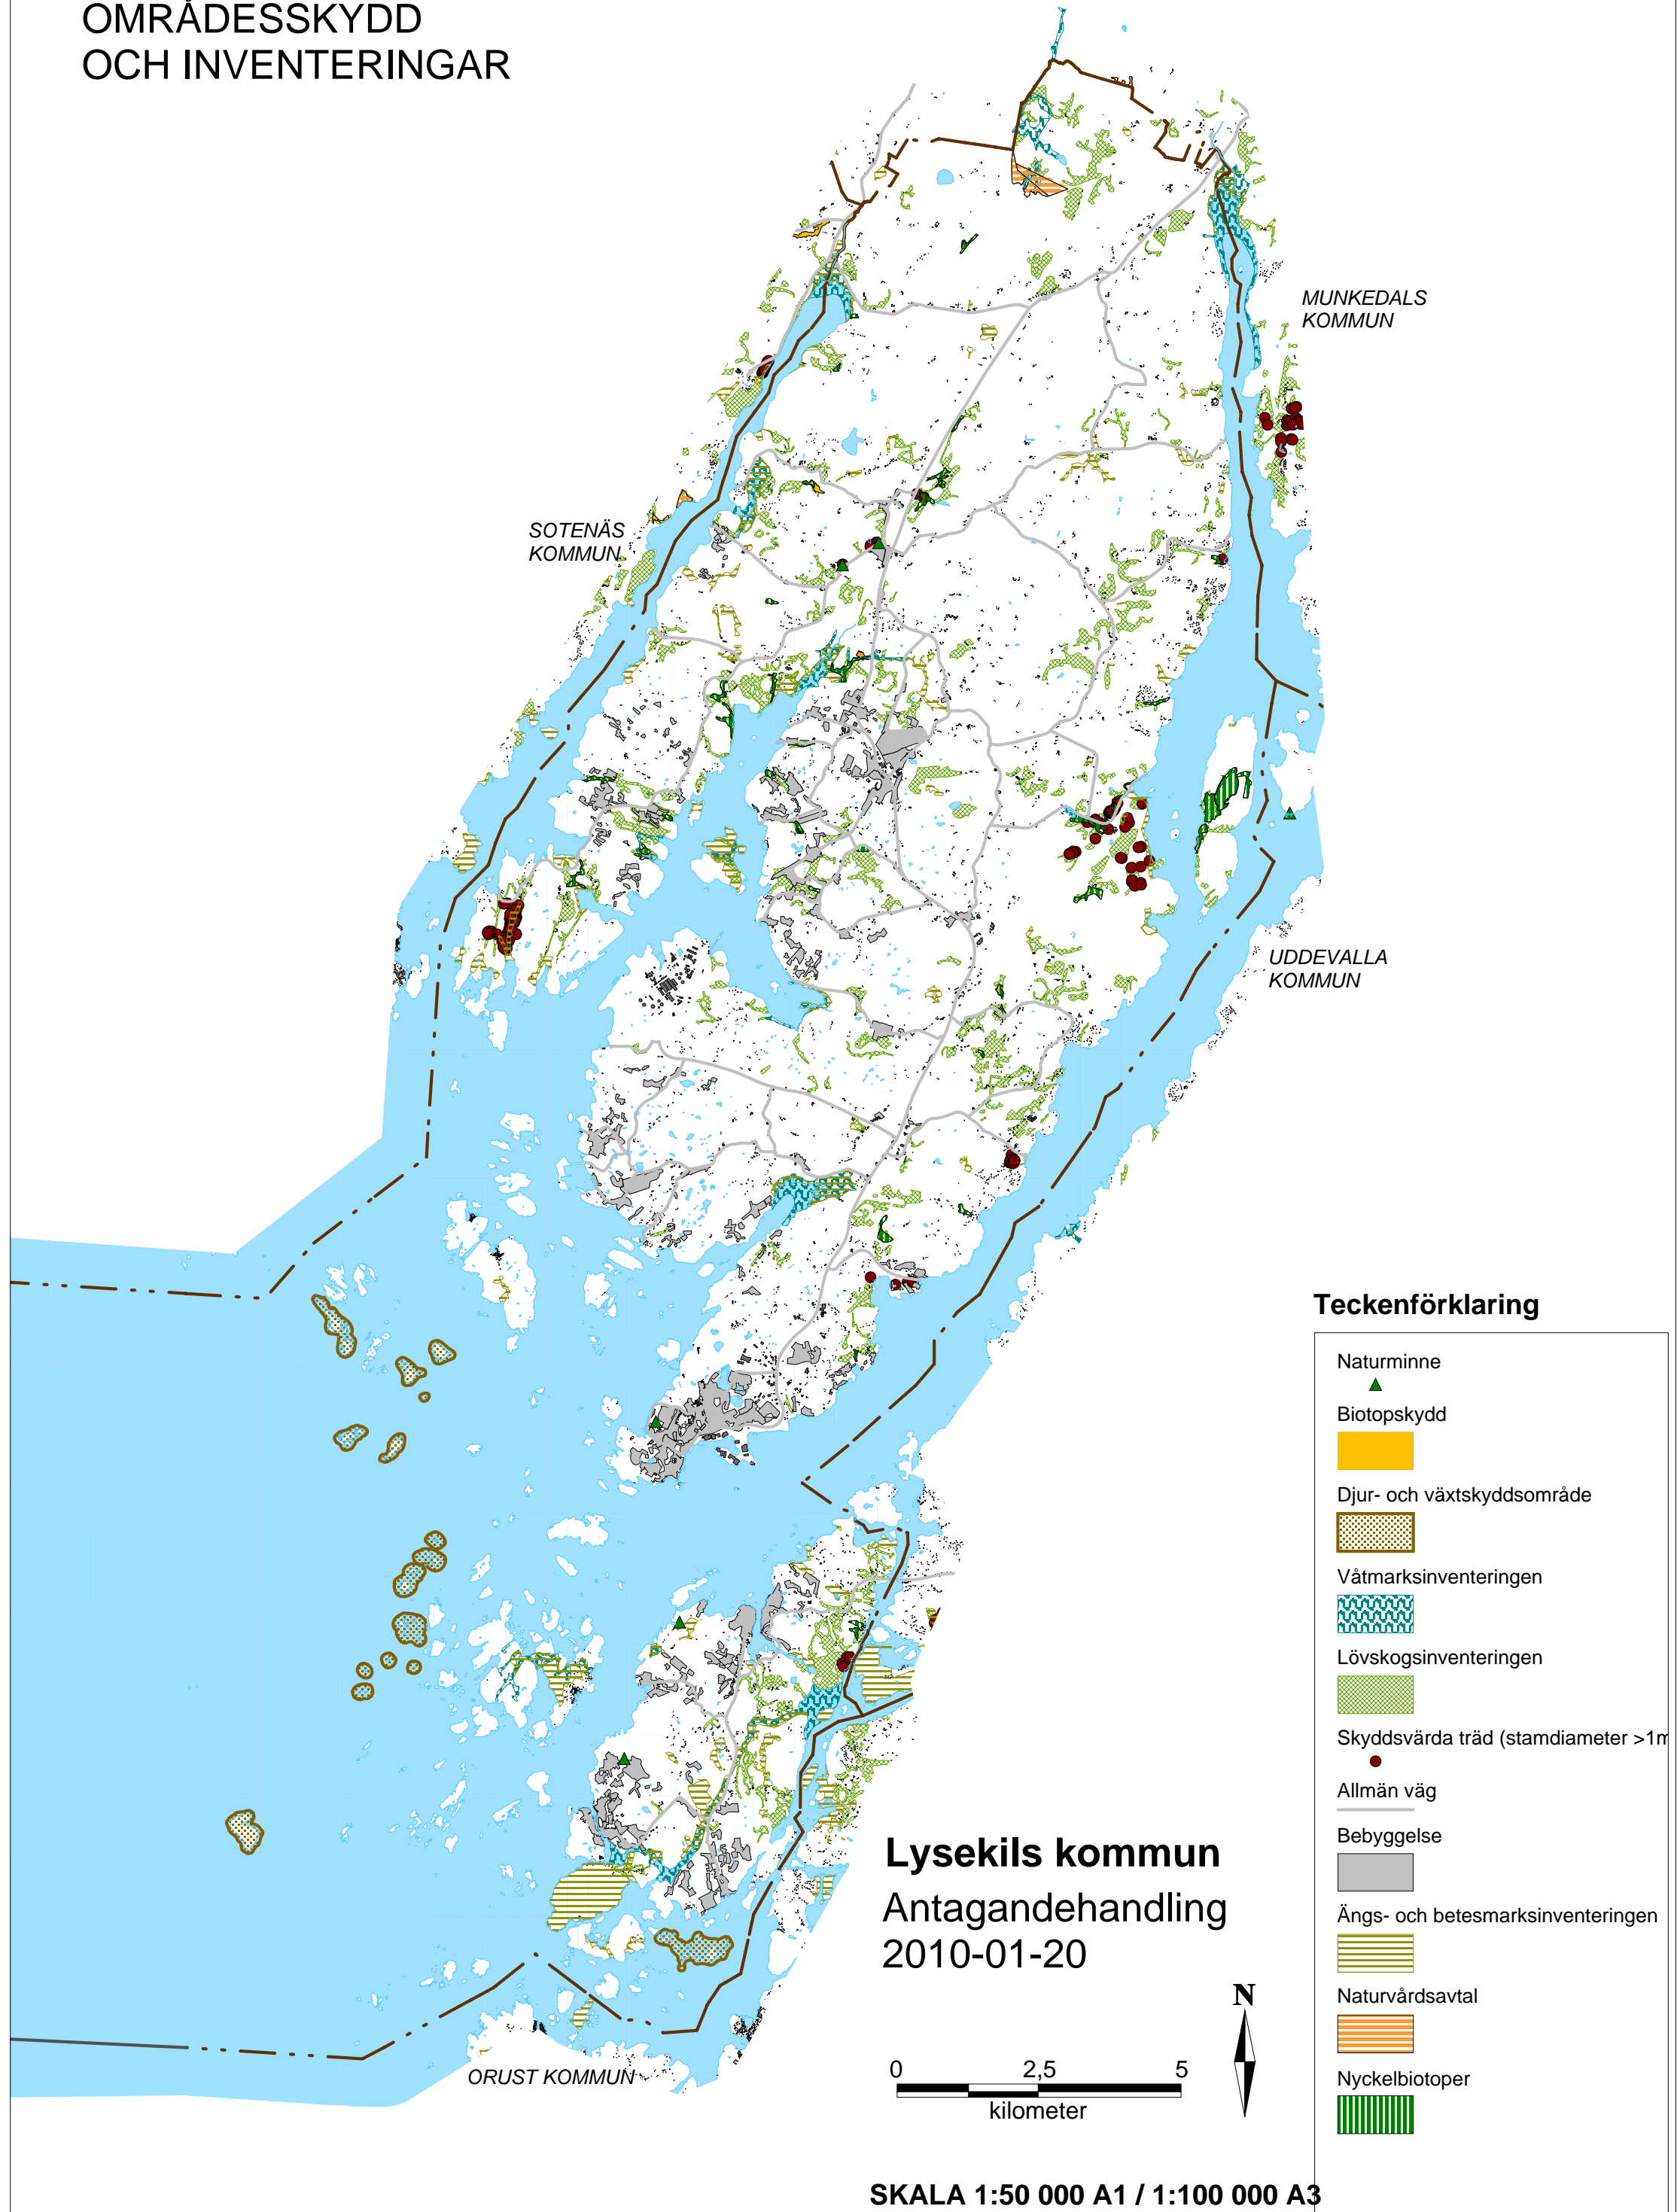 OMRÅDESSKYDD
OCH INVENTERINGAR
MUNKEDALS
KOMMUN
SOTENÄS
KOMMUN
UDDEVALLA
KOMMUN
Teckenförklaring
Naturminne
Biotopskydd
Djur- och växtskyddsområde
Våtmarksinventeringen
Lövskogsinventeringen
Skyddsvärda träd (stamdiameter >1m
Allmän väg
Bebyggelse
Ängs- och betesmarksinventeringen
Naturvårdsavtal
Nyckelbiotoper
Lysekils kommun
Antagandehandling
2010-01-20
N
0 2,5 5
kilometer
ORUST KOMMUN
SKALA 1:50 000 A1 / 1:100 000 A3